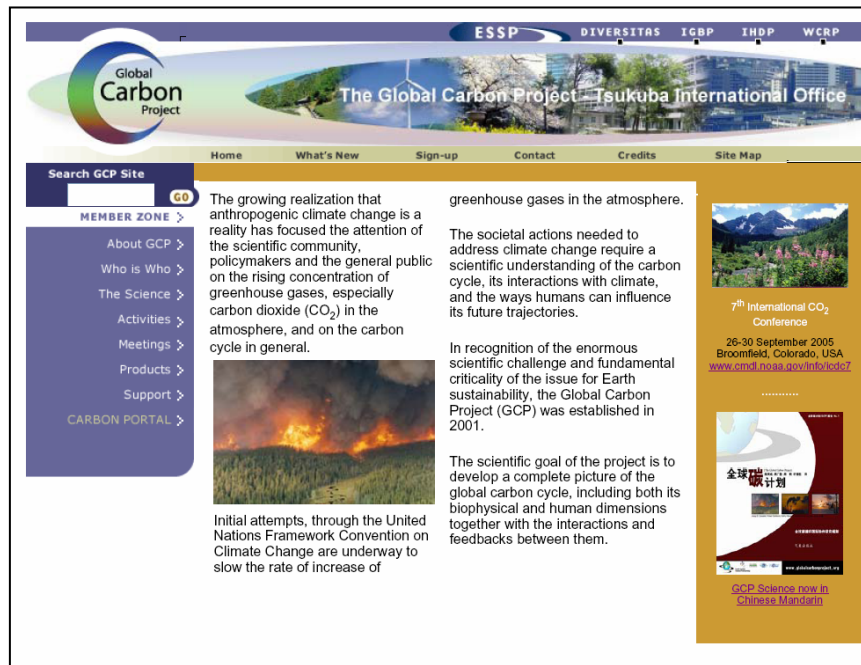 ESSP
DIVERSITAS IGBP IHDP WCRP
Global
Carbon
Project
The Global Carbon Project - Tsukuba International Office
Home What's New Sign-up Contact Credits Site Map
Search GCP Site
GO
MEMBER ZONE
About GCP
Who is Who
The Science
Activities
Meetings
Products
Support
CARBON PORTAL
The growing realization that
anthropogenic climate change is a
reality has focused the attention of
the scientific community,
policymakers and the general public
on the rising concentration of
greenhouse gases, especially
carbon dioxide (CO2) in the
atmosphere, and on the carbon
cycle in general.
Initial attempts, through the United
Nations Framework Convention on
Climate Change are underway to
slow the rate of increase of
greenhouse gases in the atmosphere.
The societal actions needed to
address climate change require a
scientific understanding of the carbon
cycle, its interactions with climate,
and the ways humans can influence
its future trajectories.
In recognition of the enormous
scientific challenge and fundamental
criticality of the issue for Earth
sustainability, the Global Carbon
Project (GCP) was established in
2001.
The scientific goal of the project is to
develop a complete picture of the
global carbon cycle, including both its
biophysical and human dimensions
together with the interactions and
feedbacks between them.
7th International CO2
Conference
26-30 September 2005
Broomfield, Colorado, USA
www.cmdl.noaa.gov/info/icdc7
...........
全球碳
计划
www.globalcarbonproject.org
GCP Science now in
Chinese Mandarin